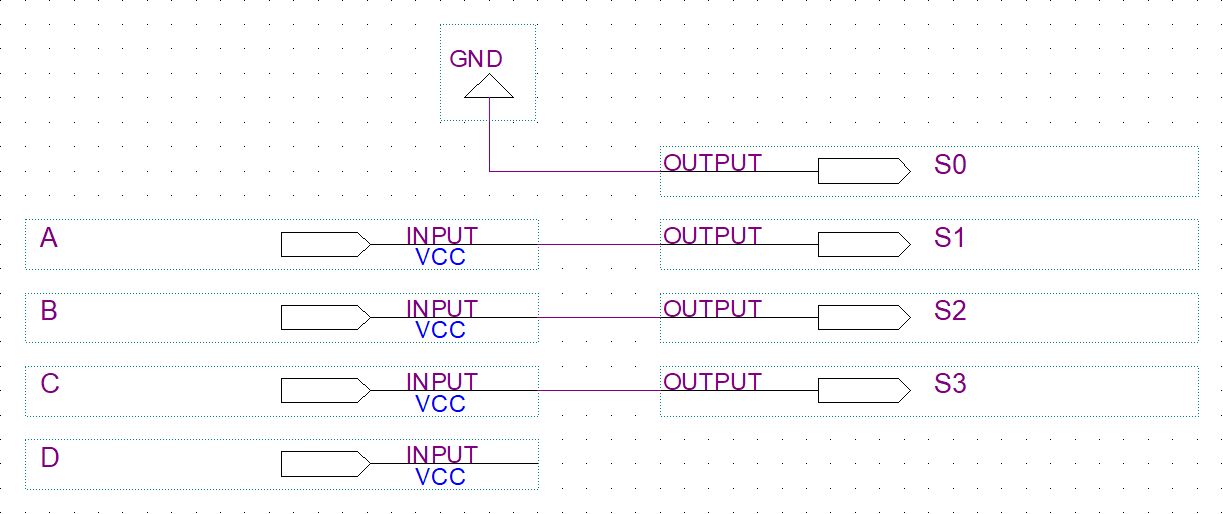 GND
OUTPUT S0
A INPUT OUTPUT S1
VCC
B INPUT OUTPUT S2
VCC
C INPUT OUTPUT S3
VCC
D INPUT
VCC